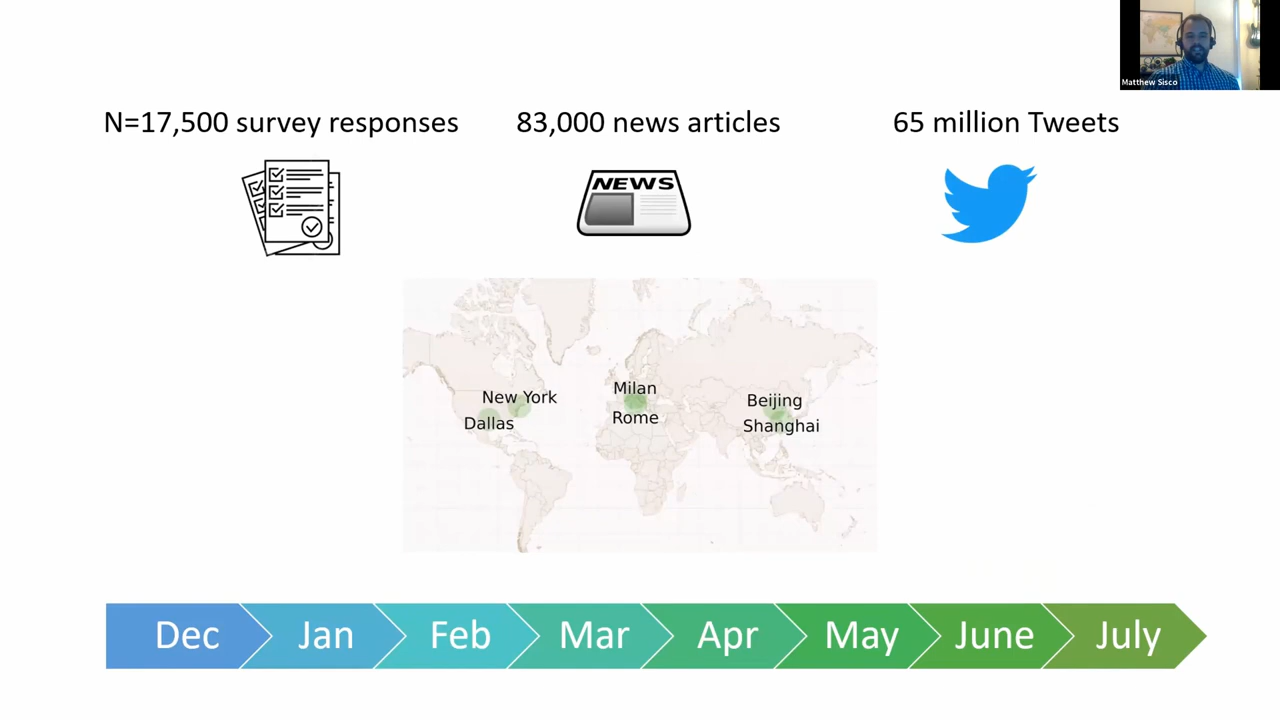 Matthew Sisco
N=17,500 survey responses
83,000 news articles
65 million Tweets
NEWS
New York
Dallas
Milan
Rome
Beijing
Shanghai
Dec
Jan
Feb
Mar
Apr
May
June
July